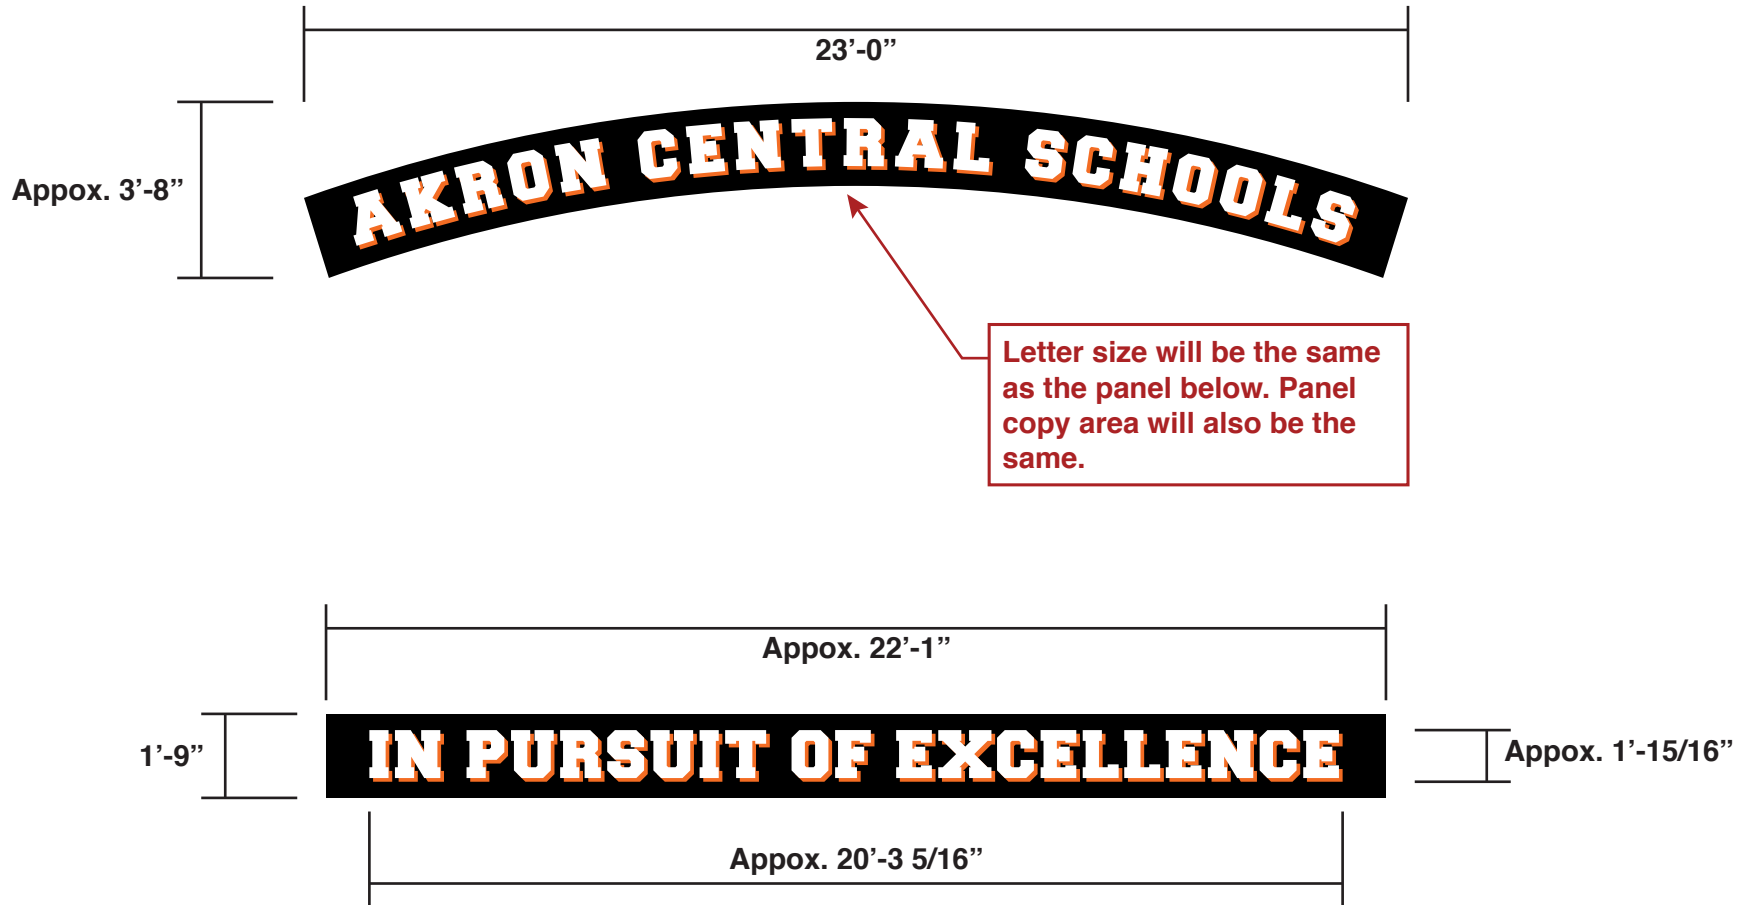 23’-0”
Appox. 3’-8”
AKRON CENTRAL SCHOOLS
Letter size will be the same
as the panel below. Panel
copy area will also be the
same.
Appox. 22’-1”
1’-9”
IN PURSUIT OF EXCELLENCE
Appox. 1’-15/16”
Appox. 20’-3 5/16”